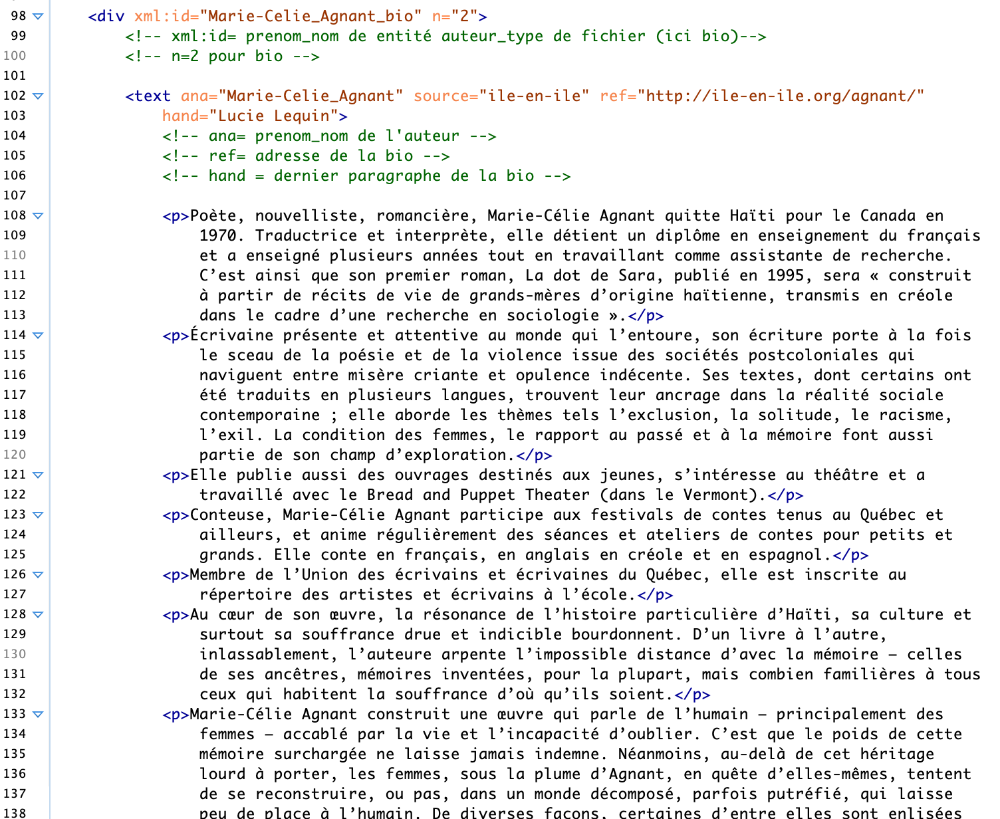 98 <div xml:id="Marie-Celie_Agnant_bio" n="2">
99 <!-- xml:id= prenom_nom de entité auteur_type de fichier (ici bio)-->
100 <!-- n=2 pour bio -->
101
102 <text ana="Marie-Celie_Agnant" source="ile-en-ile" ref="http://ile-en-ile.org/agnant/"
103 hand="Lucie Lequin">
104 <!-- ana= prenom_nom de l'auteur -->
105 <!-- ref= adresse de la bio -->
106 <!-- hand = dernier paragraphe de la bio -->
107
108 <p>Poète, nouvelliste, romancière, Marie-Célie Agnant quitte Haïti pour le Canada en
109 1970. Traductrice et interprète, elle détient un diplôme en enseignement du français
110 et a enseigné plusieurs années tout en travaillant comme assistante de recherche.
111 C’est ainsi que son premier roman, La dot de Sara, publié en 1995, sera « construit
112 à partir de récits de vie de grands-mères d’origine haïtienne, transmis en créole
113 dans le cadre d’une recherche en sociologie ».</p>
114 <p>Écrivaine présente et attentive au monde qui l’entoure, son écriture porte à la fois
115 le sceau de la poésie et de la violence issue des sociétés postcoloniales qui
116 naviguent entre misère criante et opulence indécente. Ses textes, dont certains ont
117 été traduits en plusieurs langues, trouvent leur ancrage dans la réalité sociale
118 contemporaine ; elle aborde les thèmes tels l’exclusion, la solitude, le racisme,
119 l’exil. La condition des femmes, le rapport au passé et à la mémoire font aussi
120 partie de son champ d’exploration.</p>
121 <p>Elle publie aussi des ouvrages destinés aux jeunes, s’intéresse au théâtre et a
122 travaillé avec le Bread and Puppet Theater (dans le Vermont).</p>
123 <p>Conteuse, Marie-Célie Agnant participe aux festivals de contes tenus au Québec et
124 ailleurs, et anime régulièrement des séances et ateliers de contes pour petits et
125 grands. Elle conte en français, en anglais en créole et en espagnol.</p>
126 <p>Membre de l’Union des écrivains et écrivaines du Québec, elle est inscrite au
127 répertoire des artistes et écrivains à l’école.</p>
128 <p>Au cœur de son œuvre, la résonance de l’histoire particulière d’Haïti, sa culture et
129 surtout sa souffrance drue et indicible bourdonnent. D’un livre à l’autre,
130 inlassablement, l’auteure arpente l’impossible distance d’avec la mémoire – celles
131 de ses ancêtres, mémoires inventées, pour la plupart, mais combien familières à tous
132 ceux qui habitent la souffrance d’où qu’ils soient.</p>
133 <p>Marie-Célie Agnant construit une œuvre qui parle de l’humain – principalement des
134 femmes – accablé par la vie et l’incapacité d’oublier. C’est que le poids de cette
135 mémoire surchargée ne laisse jamais indemne. Néanmoins, au-delà de cet héritage
136 lourd à porter, les femmes, sous la plume d’Agnant, en quête d’elles-mêmes, tentent
137 de se reconstruire, ou pas, dans un monde décomposé, parfois putréfié, qui laisse
138 peu de place à l’humain. De diverses façons, certaines d’entre elles sont enlisées